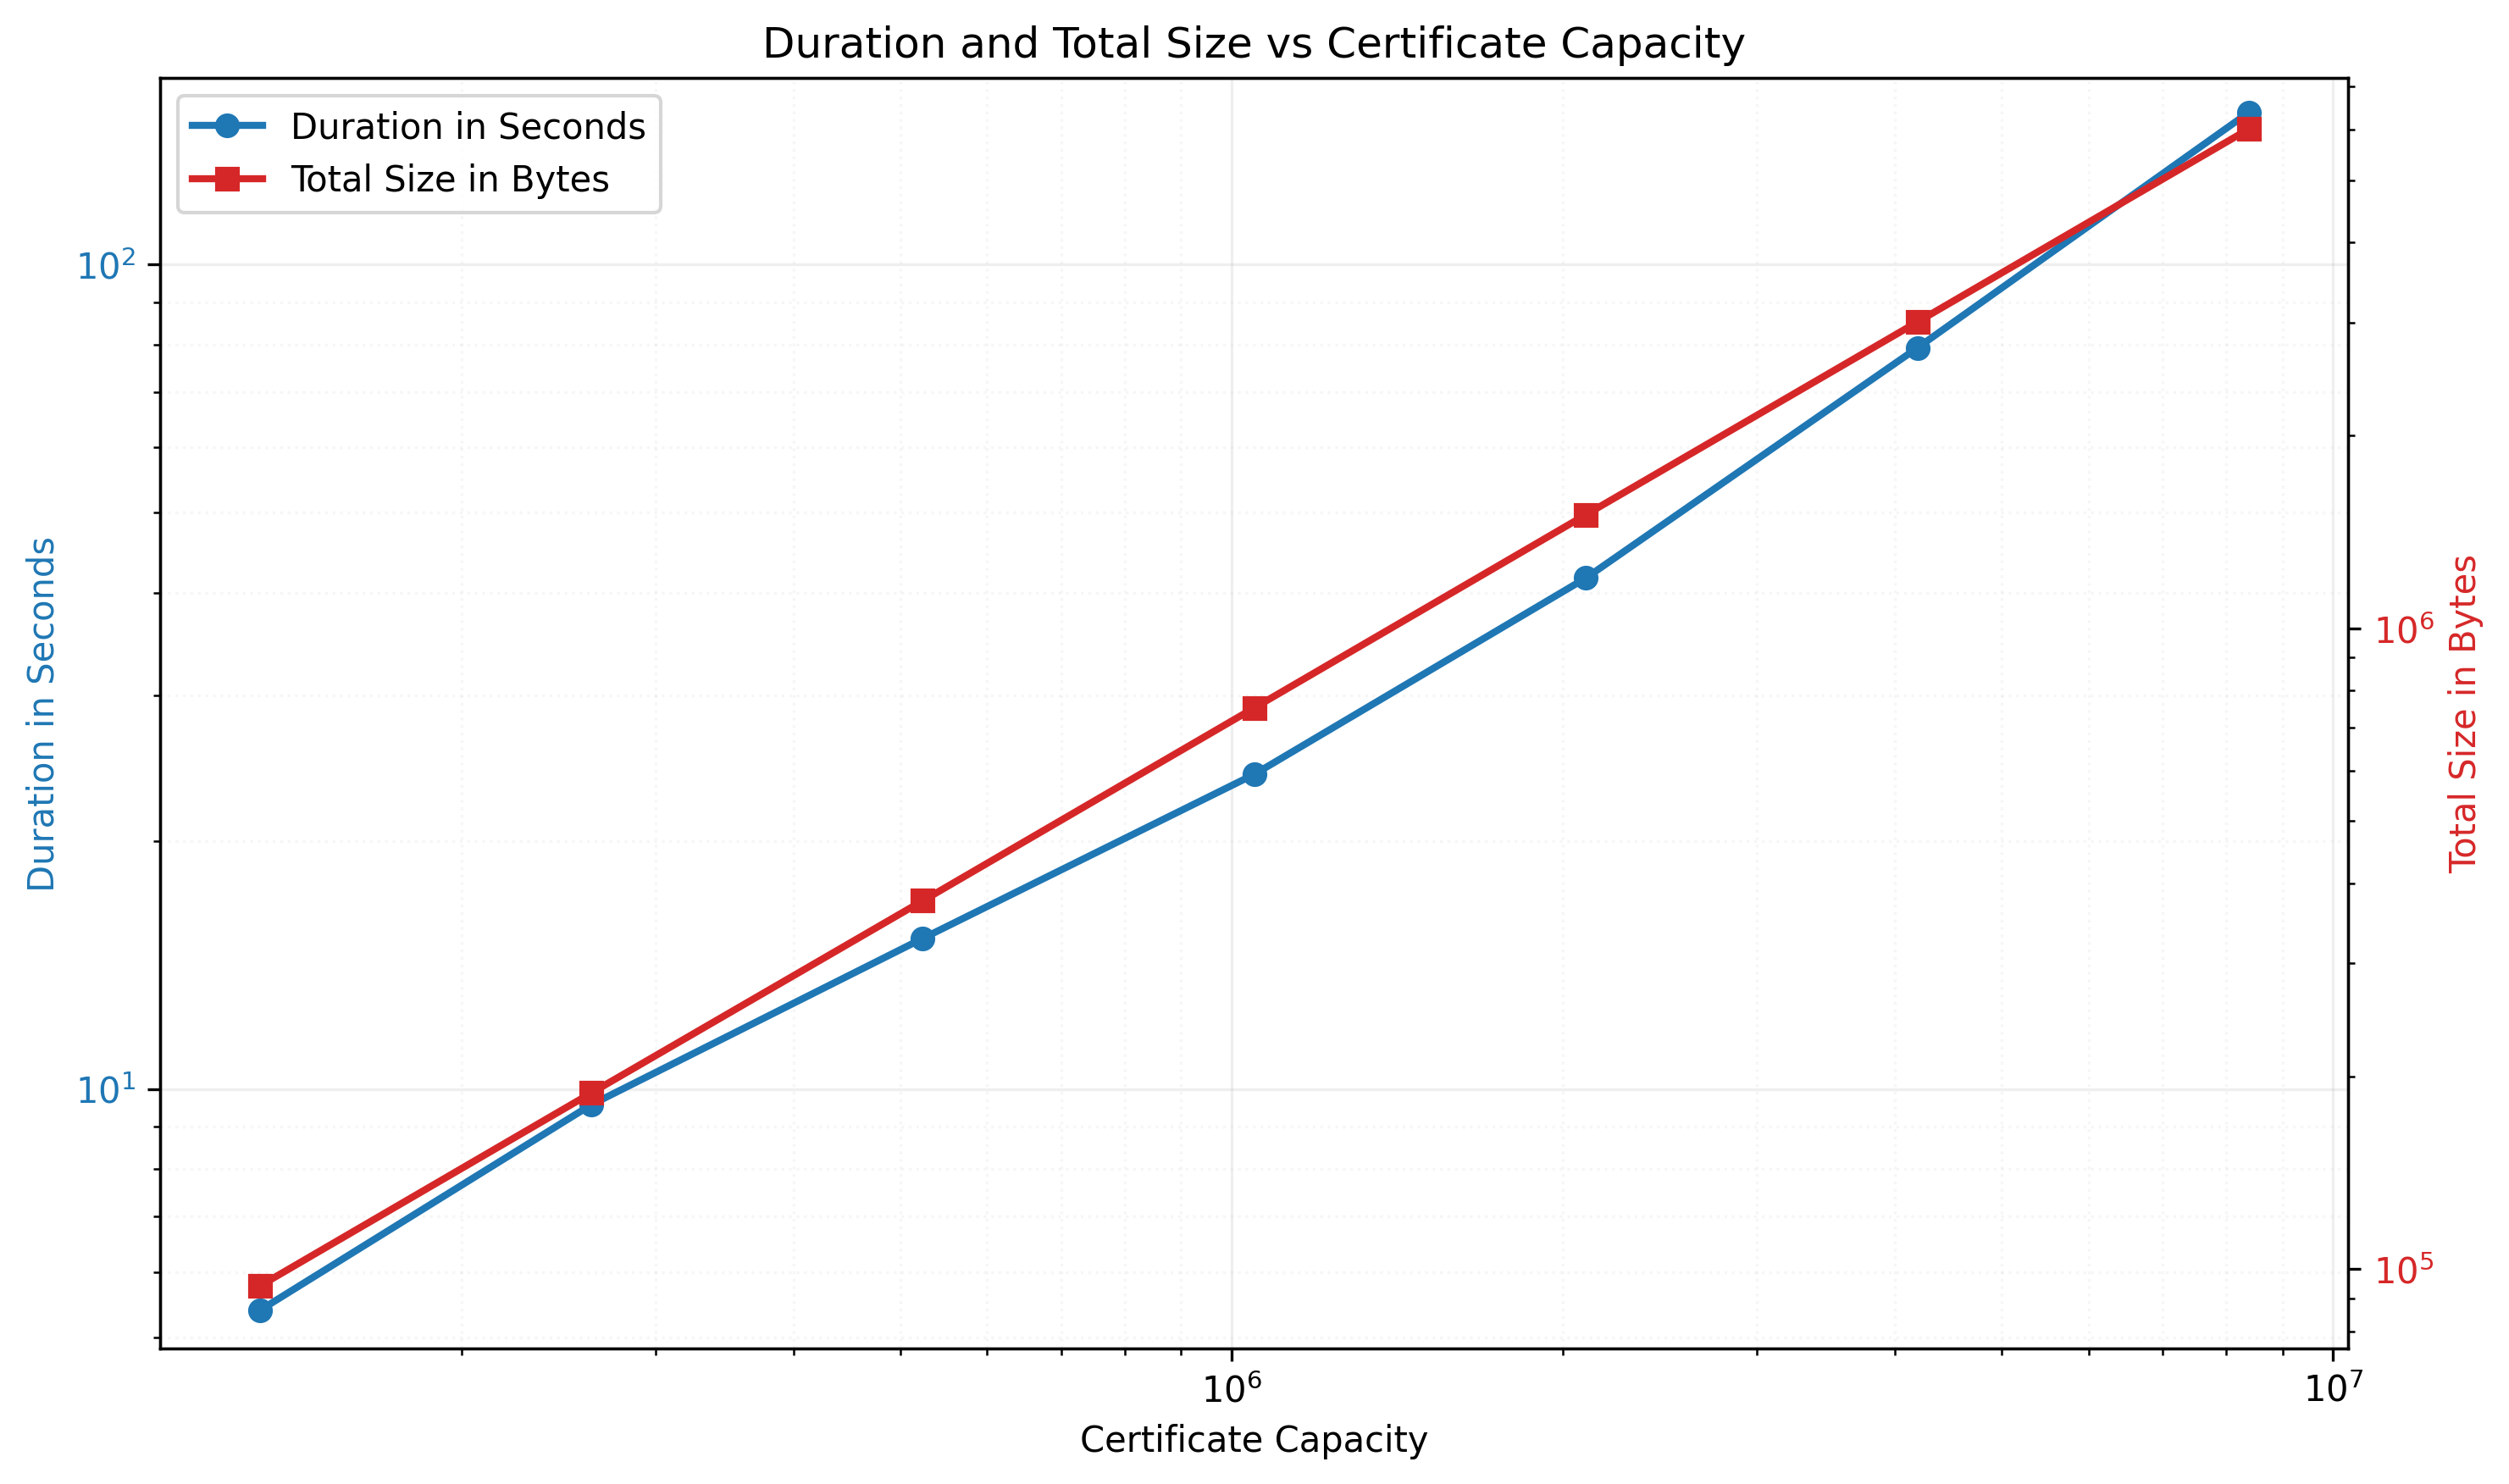 Duration and Total Size vs Certificate Capacity
Duration in Seconds
Total Size in Bytes
10²
10¹
Duration in Seconds
10⁶
10⁵
Total Size in Bytes
10⁶
10⁷
Certificate Capacity